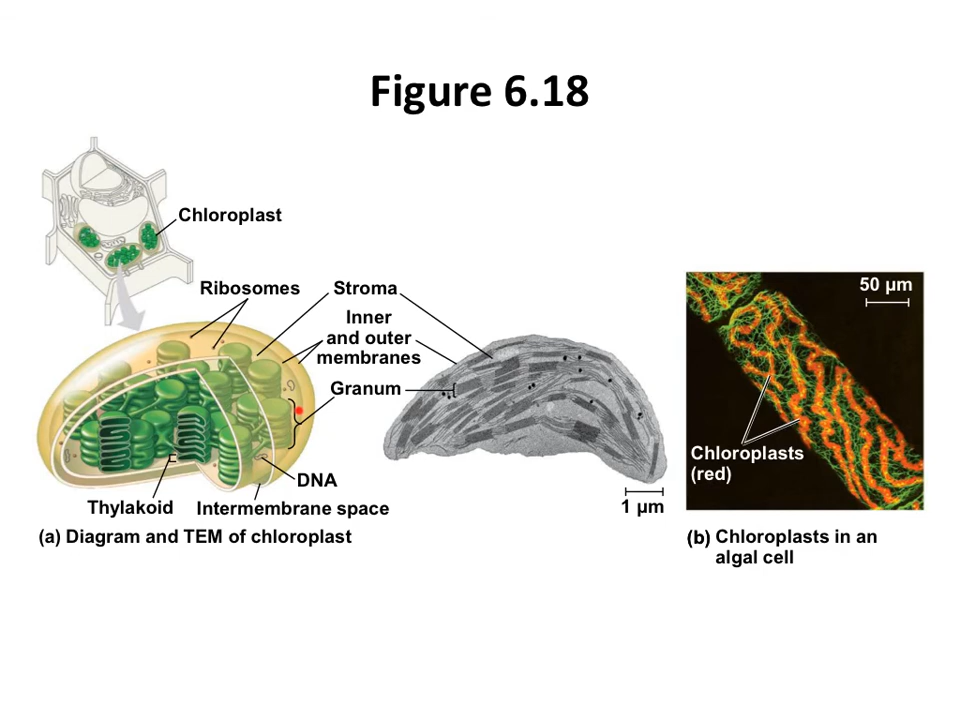 Figure 6.18
Chloroplast
Ribosomes
Stroma
Inner
and outer
membranes
Granum
DNA
Thylakoid
Intermembrane space
1 µm
(a) Diagram and TEM of chloroplast
50 µm
Chloroplasts
(red)
(b) Chloroplasts in an
algal cell